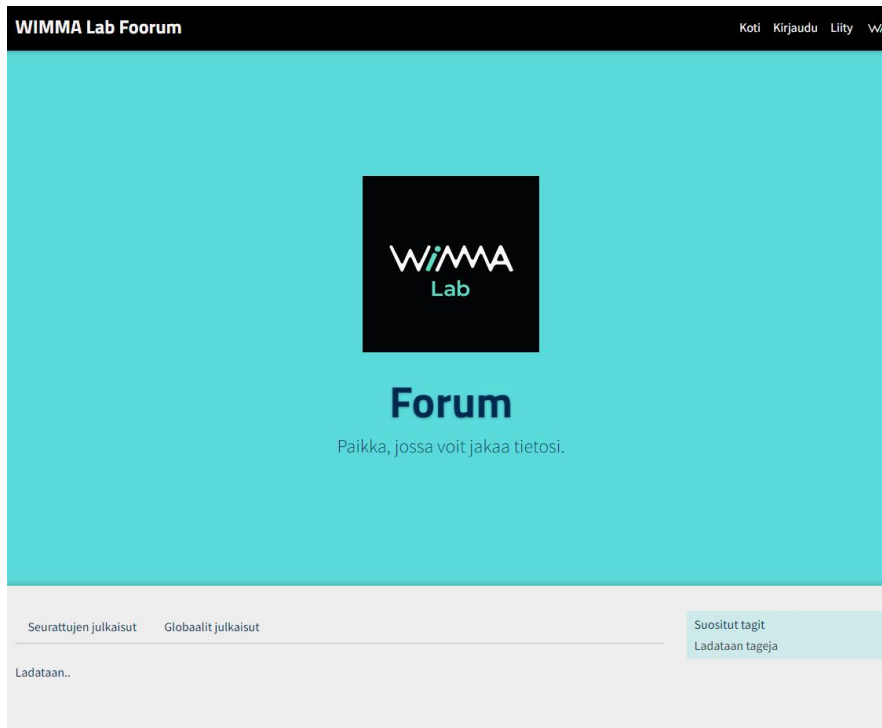 WIMMA Lab Foorum
Koti Kirjaudu Liity
WIMMA
Lab
Forum
Paikka, jossa voit jakaa tietosi.
Seurattujen julkaisut Globaalit julkaisut
Suositut tagit
Ladataan tageja
Ladataan..